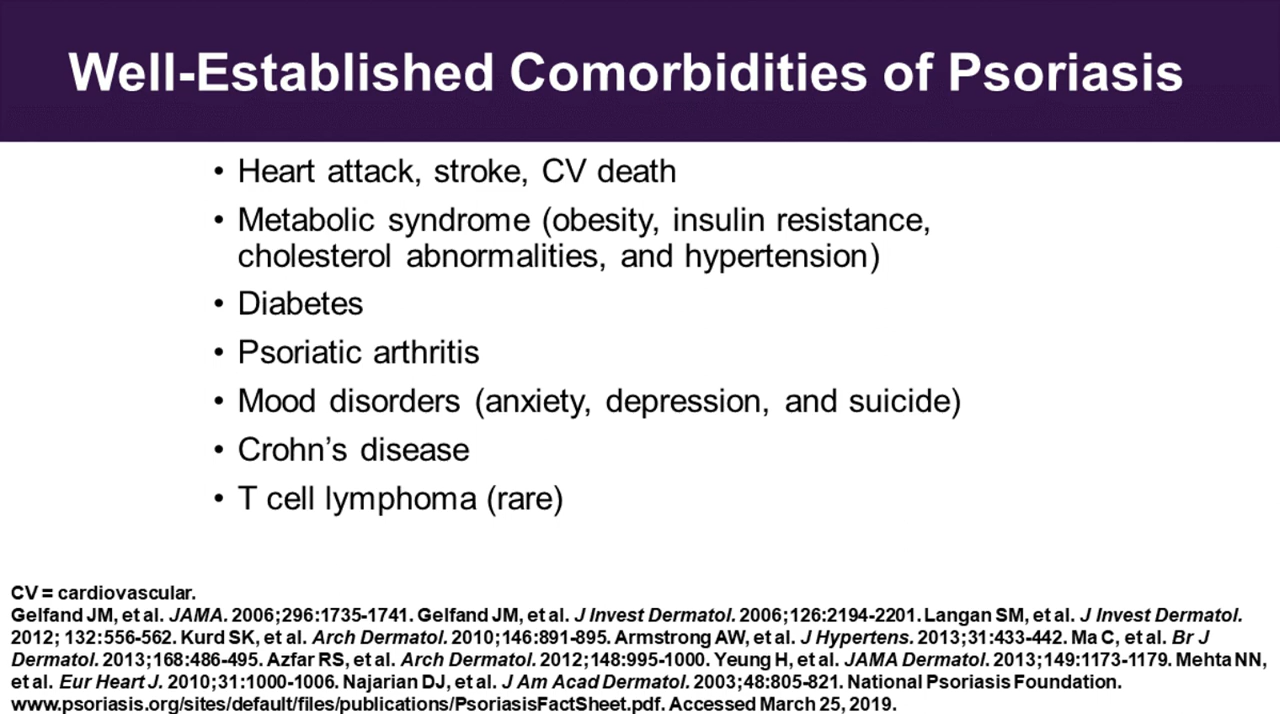 Well-Established Comorbidities of Psoriasis
• Heart attack, stroke, CV death
• Metabolic syndrome (obesity, insulin resistance,
cholesterol abnormalities, and hypertension)
• Diabetes
• Psoriatic arthritis
• Mood disorders (anxiety, depression, and suicide)
• Crohn’s disease
• T cell lymphoma (rare)
CV = cardiovascular.
Gelfand JM, et al. JAMA. 2006;296:1735-1741. Gelfand JM, et al. J Invest Dermatol. 2006;126:2194-2201. Langan SM, et al. J Invest Dermatol.
2012; 132:556-562. Kurd SK, et al. Arch Dermatol. 2010;146:891-895. Armstrong AW, et al. J Hypertens. 2013;31:433-442. Ma C, et al. Br J
Dermatol. 2013;168:486-495. Azfar RS, et al. Arch Dermatol. 2012;148:995-1000. Yeung H, et al. JAMA Dermatol. 2013;149:1173-1179. Mehta NN,
et al. Eur Heart J. 2010;31:1000-1006. Najarian DJ, et al. J Am Acad Dermatol. 2003;48:805-821. National Psoriasis Foundation.
www.psoriasis.org/sites/default/files/publications/PsoriasisFactSheet.pdf. Accessed March 25, 2019.